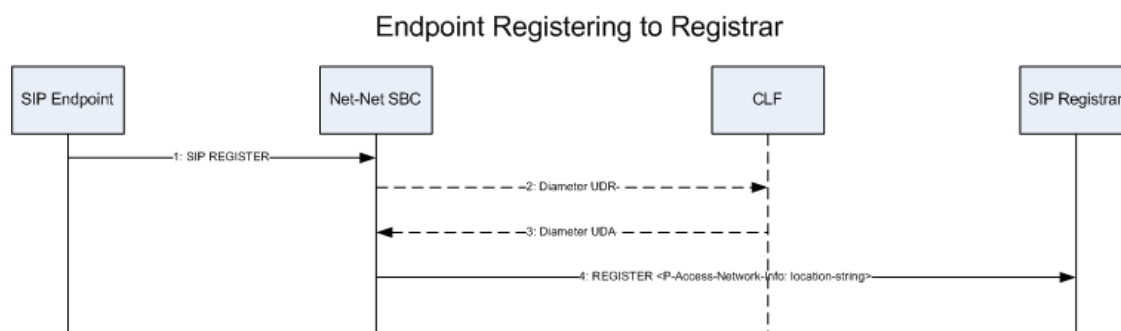 Endpoint Registering to Registrar
SIP Endpoint
Net-Net SBC
CLF
SIP Registrar
1: SIP REGISTER
2: Diameter UDR
3: Diameter UDA
4: REGISTER <P-Access-Network-Info: location-string>